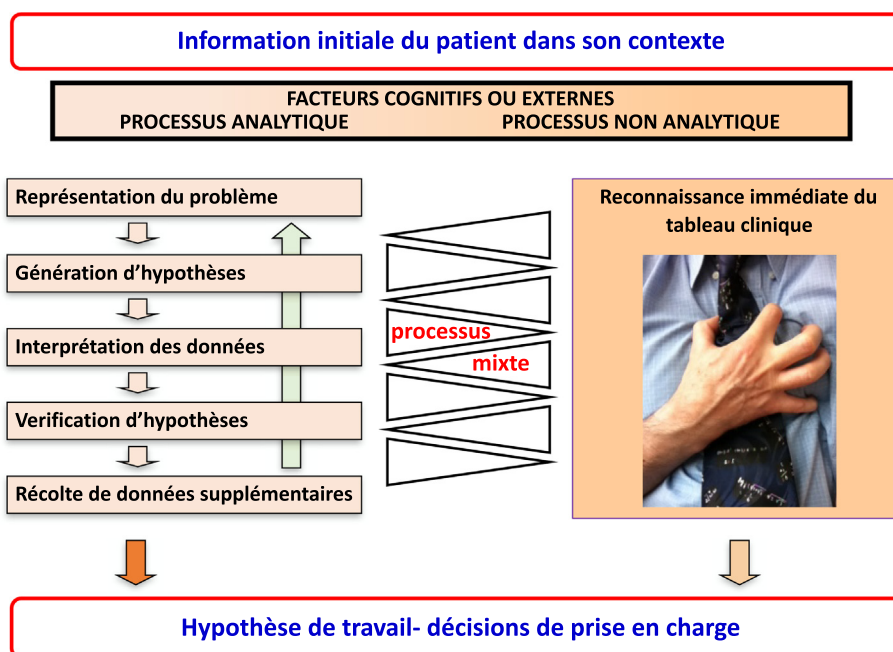 Information initiale du patient dans son contexte
FACTEURS COGNITIFS OU EXTERNES
PROCESSUS ANALYTIQUE PROCESSUS NON ANALYTIQUE
Représentation du problème
Génération d’hypothèses
Interprétation des données
Verification d’hypothèses
Récolte de données supplémentaires
processus
mixte
Reconnaissance immédiate du
tableau clinique
Hypothèse de travail- décisions de prise en charge